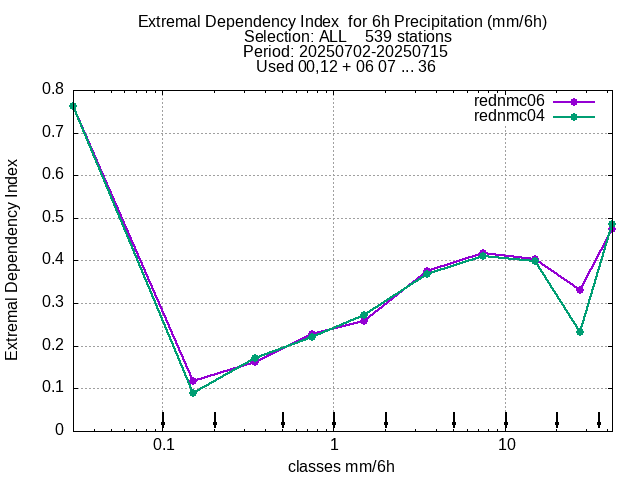 Extremal Dependency Index  for 6h Precipitation (mm/6h)
Selection: ALL    539 stations
Period: 20250702-20250715
Used 00,12 + 06 07 ... 36
rednmc06
rednmc04
0.8
0.7
0.6
0.5
0.4
0.3
0.2
0.1
0
Extremal Dependency Index
0.1 1 10
classes mm/6h